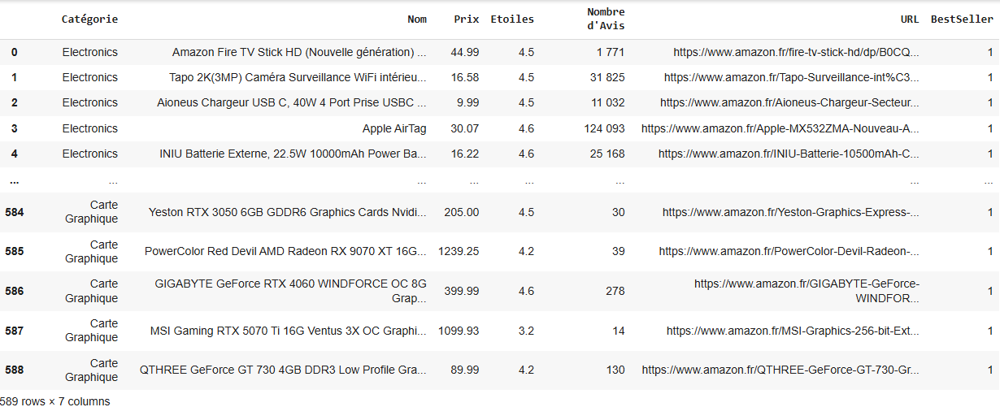 Catégorie Nom Prix Etoiles Nombre d'Avis URL BestSeller
0 Electronics Amazon Fire TV Stick HD (Nouvelle génération) ... 44.99 4.5 1 771 https://www.amazon.fr/fire-tv-stick-hd/dp/B0CQ... 1
1 Electronics Tapo 2K(3MP) Caméra Surveillance WiFi intérieu... 16.58 4.5 31 825 https://www.amazon.fr/Tapo-Surveillance-int%C3... 1
2 Electronics Aioneus Chargeur USB C, 40W 4 Port Prise USBC ... 9.99 4.5 11 032 https://www.amazon.fr/Aioneus-Chargeur-Secteur... 1
3 Electronics Apple AirTag 30.07 4.6 124 093 https://www.amazon.fr/Apple-MX532ZMA-Nouveau-A... 1
4 Electronics INIU Batterie Externe, 22.5W 10000mAh Power Ba... 16.22 4.6 25 168 https://www.amazon.fr/INIU-Batterie-10500mAh-C... 1
... ... ... ... ... ... ... ...
584 Carte Graphique Yeston RTX 3050 6GB GDDR6 Graphics Cards Nvidi... 205.00 4.5 30 https://www.amazon.fr/Yeston-Graphics-Express-... 1
585 Carte Graphique PowerColor Red Devil AMD Radeon RX 9070 XT 16G... 1239.25 4.2 39 https://www.amazon.fr/PowerColor-Devil-Radeon-... 1
586 Carte Graphique GIGABYTE GeForce RTX 4060 WINDFORCE OC 8G Grap... 399.99 4.6 278 https://www.amazon.fr/GIGABYTE-GeForce-WINDFOR... 1
587 Carte Graphique MSI Gaming RTX 5070 Ti 16G Ventus 3X OC Graphi... 1099.93 3.2 14 https://www.amazon.fr/MSI-Graphics-256-bit-Ext... 1
588 Carte Graphique QTHREE GeForce GT 730 4GB DDR3 Low Profile Gra... 89.99 4.2 130 https://www.amazon.fr/QTHREE-GeForce-GT-730-Gr... 1
589 rows × 7 columns